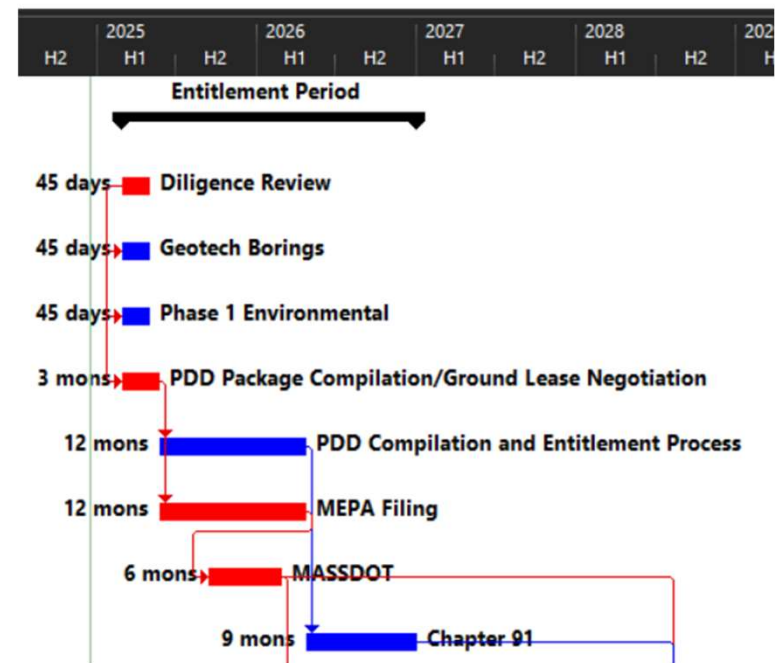 2025 2026 2027 2028 202
H2 H1 H2 H1 H2 H1 H2 H1 H2 H
Entitlement Period
45 days Diligence Review
45 days Geotech Borings
45 days Phase 1 Environmental
3 mons PDD Package Compilation/Ground Lease Negotiation
12 mons PDD Compilation and Entitlement Process
12 mons MEPA Filing
6 mons MASSDOT
9 mons Chapter 91